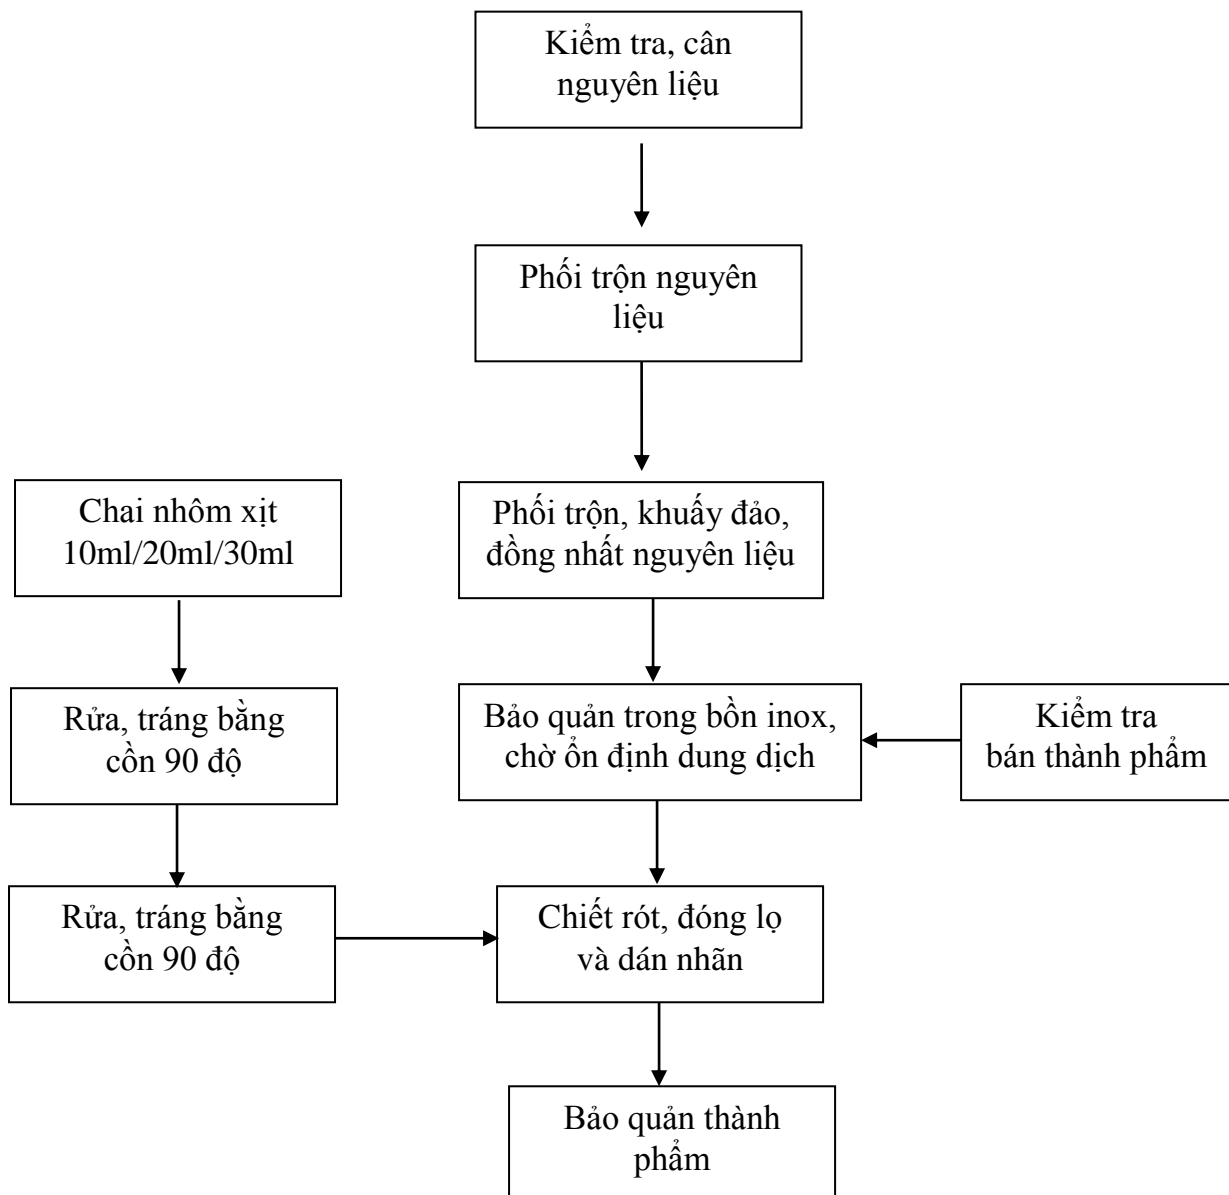 Kiểm tra, cân
nguyên liệu
Phối trộn nguyên
liệu
Chai nhôm xịt
10ml/20ml/30ml
Phối trộn, khuấy đảo,
đồng nhất nguyên liệu
Rửa, tráng bằng
cồn 90 độ
Bảo quản trong bồn inox,
chờ ổn định dung dịch
Kiểm tra
bán thành phẩm
Rửa, tráng bằng
cồn 90 độ
Chiết rót, đóng lọ
và dán nhãn
Bảo quản thành
phẩm